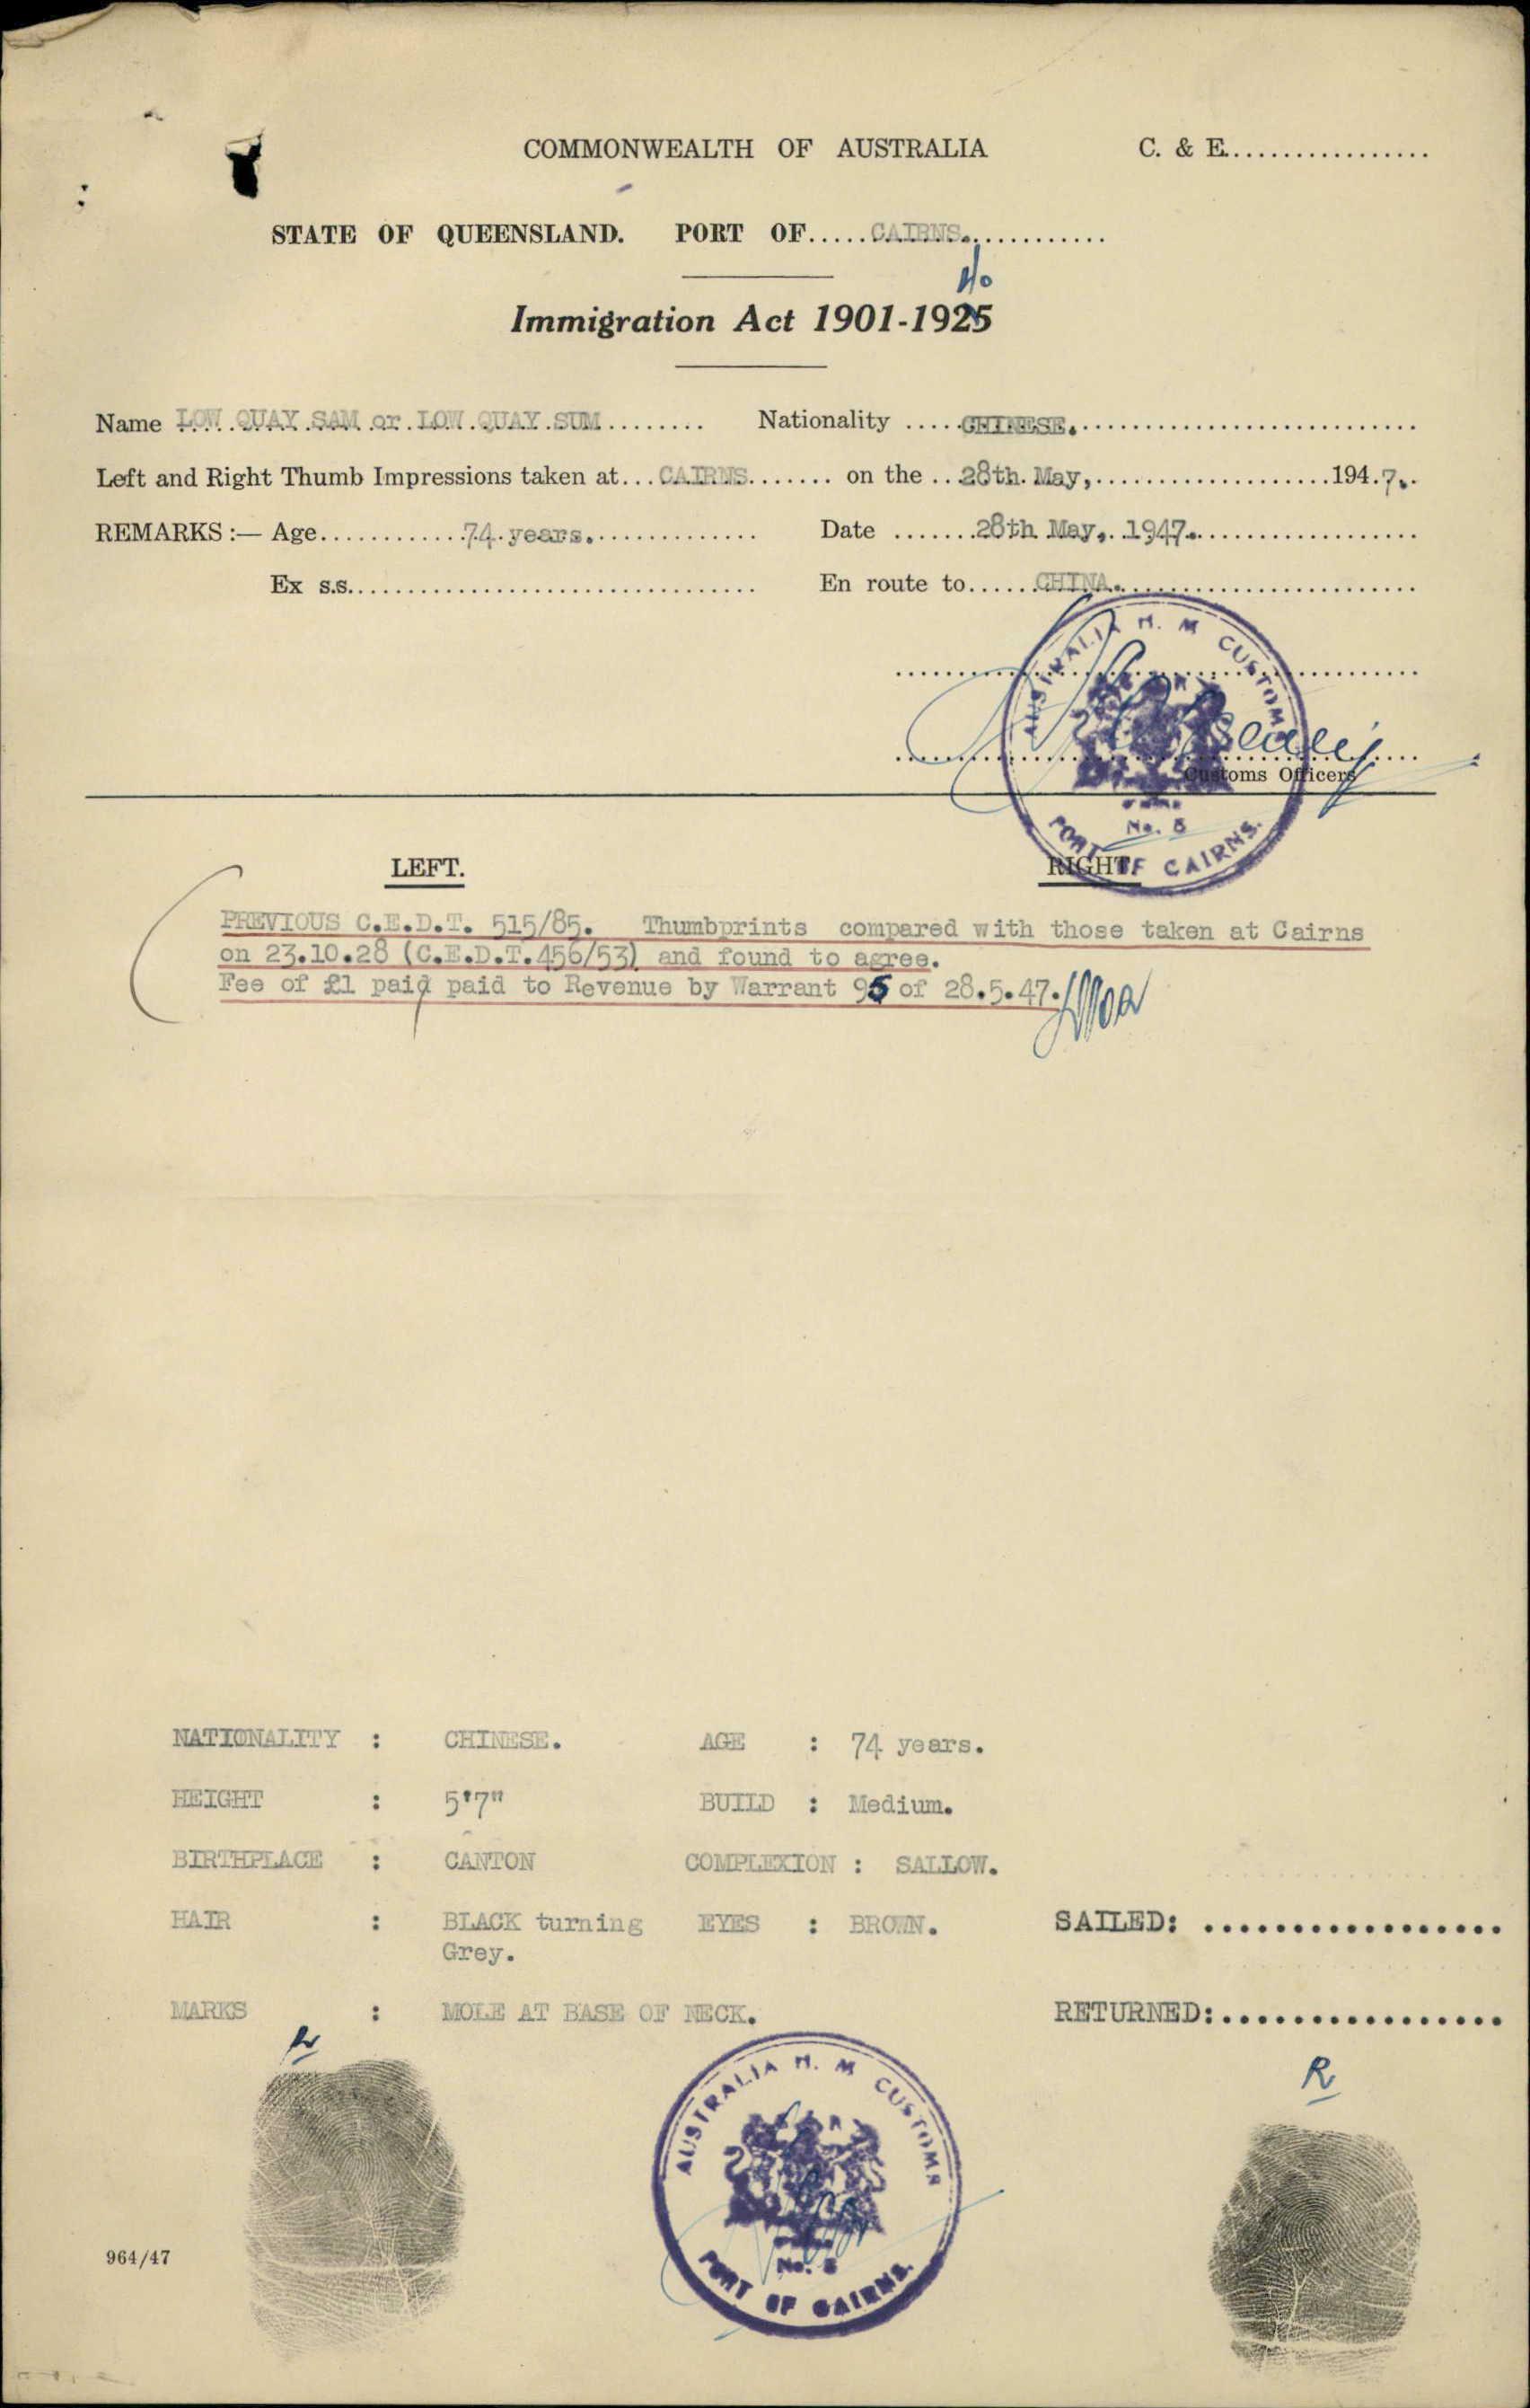 COMMONWEALTH OF AUSTRALIA C. & E..................
STATE OF QUEENSLAND. PORT OF.....CAIRNS.............
40
Immigration Act 1901-1925
Name LOW QUAY SAM or LOW QUAY SUM......... Nationality .....CHINESE...........................
Left and Right Thumb Impressions taken at...CAIRNS....... on the ..28th. May,....................194.7..
REMARKS :— Age.............74 years............... Date .......28th May, 1947...................
Ex s.s.................................. En route to......CHINA............................
AUSTRALIA H. M CUSTOMS
Customs Officers
No. 5
PORT OF CAIRNS.
LEFT. RIGHT.
PREVIOUS C.E.D.T. 515/85. Thumbprints compared with those taken at Cairns
on 23.10.28 (C.E.D.T.456/53) and found to agree.
Fee of £1 paid paid to Revenue by Warrant 95 of 28.5.47.
NATIONALITY : CHINESE. AGE : 74 years.
HEIGHT : 5'7" BUILD : Medium.
BIRTHPLACE : CANTON COMPLEXION : SALLOW.
HAIR : BLACK turning EYES : BROWN. SAILED: .................
Grey.
MARKS : MOLE AT BASE OF NECK. RETURNED:................
R
AUSTRALIA H. M CUSTOMS
No. 5
PORT OF CAIRNS.
964/47